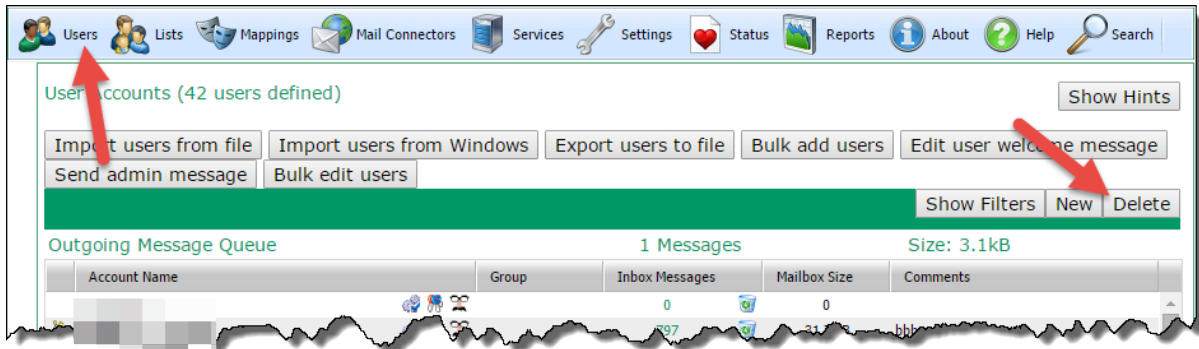 Users Lists Mappings Mail Connectors Services Settings Status Reports About Help Search
User Accounts (42 users defined) Show Hints
Import users from file Import users from Windows Export users to file Bulk add users Edit user welcome message
Send admin message Bulk edit users
Show Filters New Delete
Outgoing Message Queue 1 Messages Size: 3.1kB
Account Name Group Inbox Messages Mailbox Size Comments
0 0
797